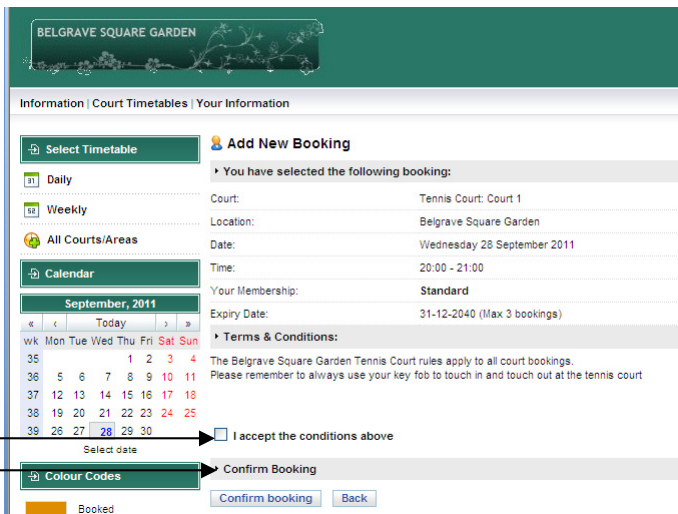 BELGRAVE SQUARE GARDEN
Information | Court Timetables | Your Information
Select Timetable
31 Daily
52 Weekly
All Courts/Areas
Calendar
September, 2011
« ‹ Today › »
wk Mon Tue Wed Thu Fri Sat Sun
35 1 2 3 4
36 5 6 7 8 9 10 11
37 12 13 14 15 16 17 18
38 19 20 21 22 23 24 25
39 26 27 28 29 30
Select date
Colour Codes
Booked
Add New Booking
You have selected the following booking:
Court: Tennis Court: Court 1
Location: Belgrave Square Garden
Date: Wednesday 28 September 2011
Time: 20:00 - 21:00
Your Membership: Standard
Expiry Date: 31-12-2040 (Max 3 bookings)
Terms & Conditions:
The Belgrave Square Garden Tennis Court rules apply to all court bookings.
Please remember to always use your key fob to touch in and touch out at the tennis court
I accept the conditions above
Confirm Booking
Confirm booking Back